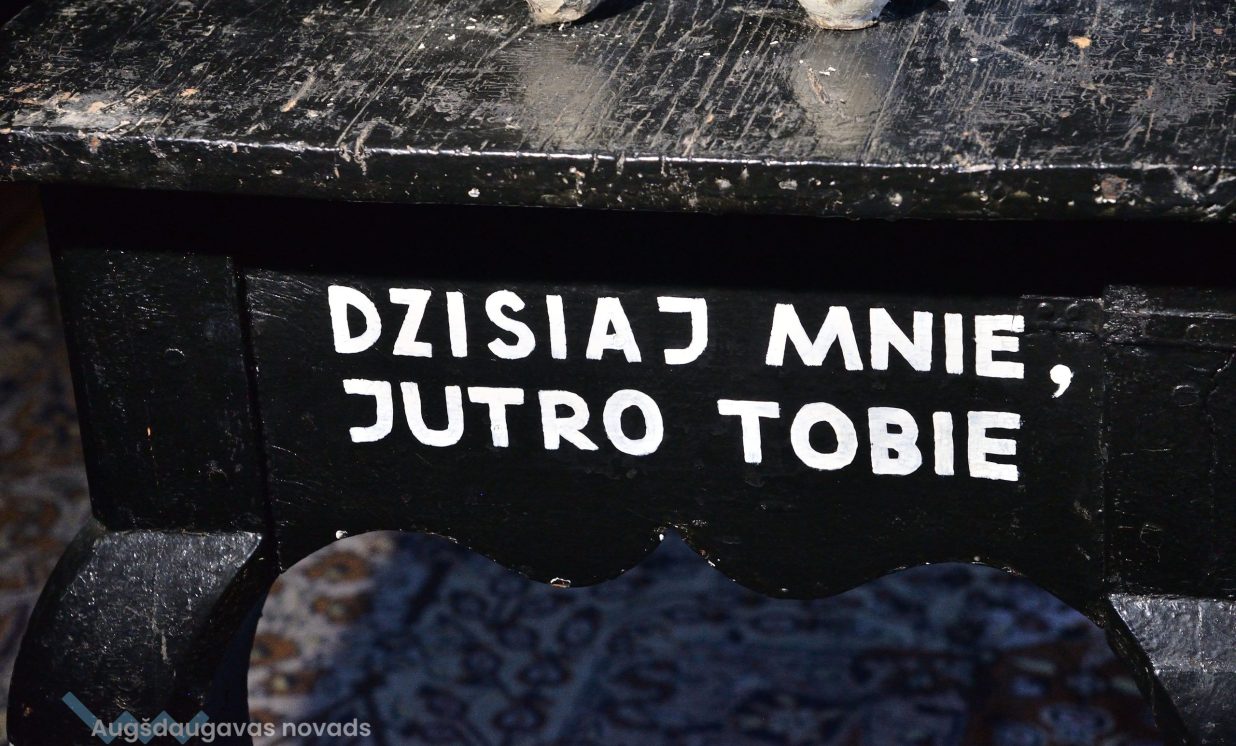 DZISIAJ MNIE,
JUTRO TOBIE
Augšdaugavas novads